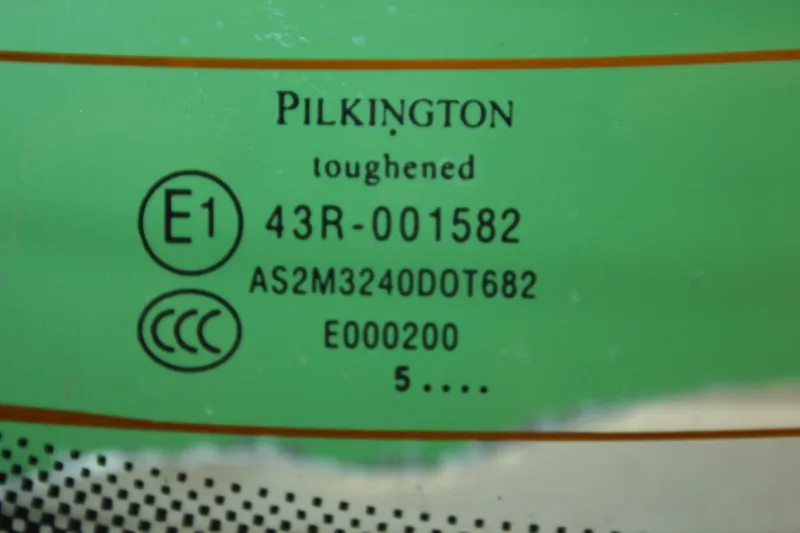 PILKINGTON
toughened
E1 43R-001582
AS2M3240DOT682
CCC E000200
5....